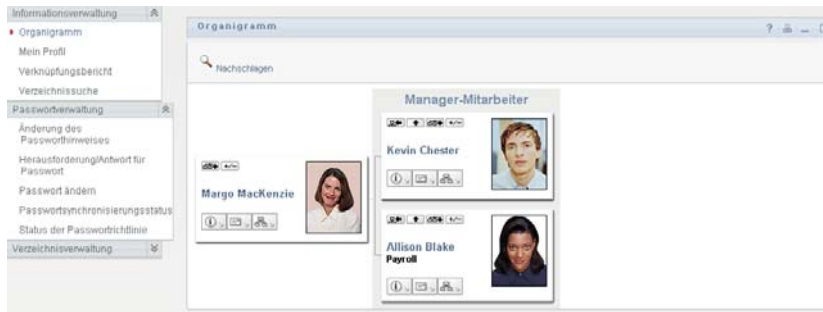 Informationsverwaltung
Organigramm
Mein Profil
Verknüpfungsbericht
Verzeichnissuche
Passwortverwaltung
Änderung des
Passworthinweises
Herausforderung/Antwort für
Passwort
Passwort ändern
Passwortsynchronisierungsstatus
Status der Passwortrichtlinie
Verzeichnisverwaltung
Organigramm
?
Nachschlagen
Manager-Mitarbeiter
Margo MacKenzie
Kevin Chester
Allison Blake
Payroll